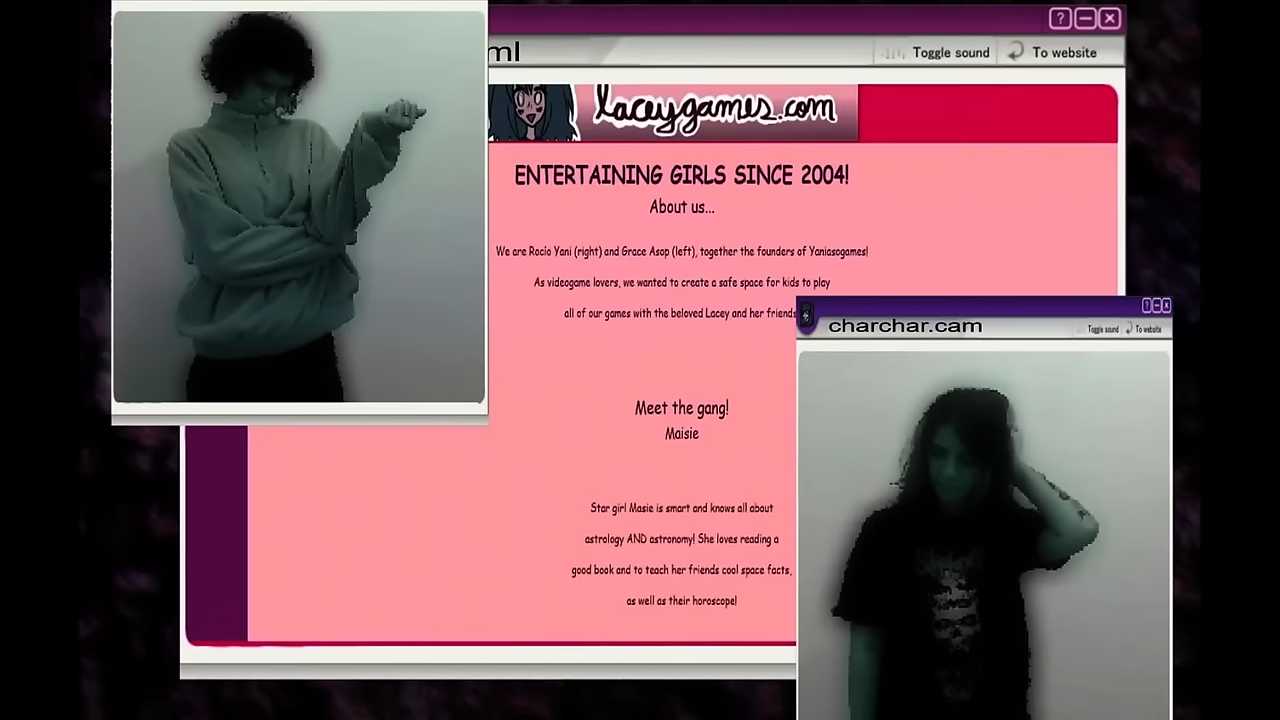 ml
Toggle sound
To website
laceygames.com
ENTERTAINING GIRLS SINCE 2004!
About us...
We are Rocío Yani (right) and Grace Asop (left), together the founders of Yaniasogames!
As videogame lovers, we wanted to create a safe space for kids to play
all of our games with the beloved Lacey and her friends
charchar.cam
Toggle sound
To website
Meet the gang!
Maisie
Star girl Masie is smart and knows all about
astrology AND astronomy! She loves reading a
good book and to teach her friends cool space facts,
as well as their horoscope!